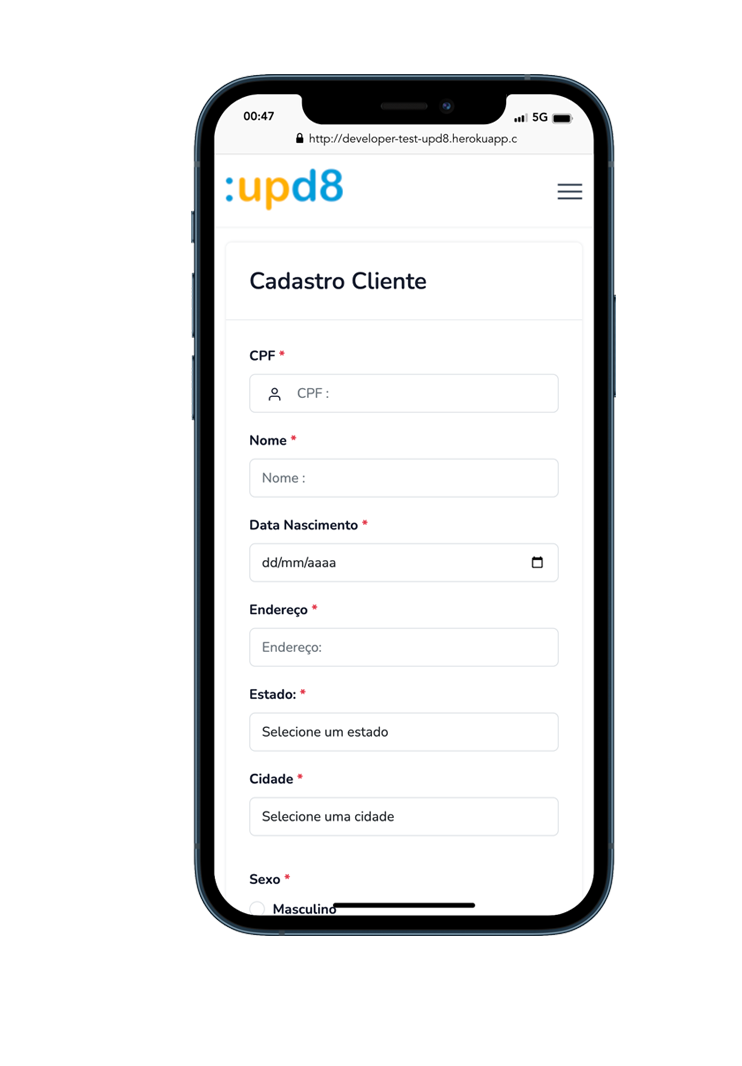 00:47
5G
http://developer-test-upd8.herokuapp.c
:upd8
Cadastro Cliente
CPF *
CPF :
Nome *
Nome :
Data Nascimento *
dd/mm/aaaa
Endereço *
Endereço:
Estado: *
Selecione um estado
Cidade *
Selecione uma cidade
Sexo *
Masculino